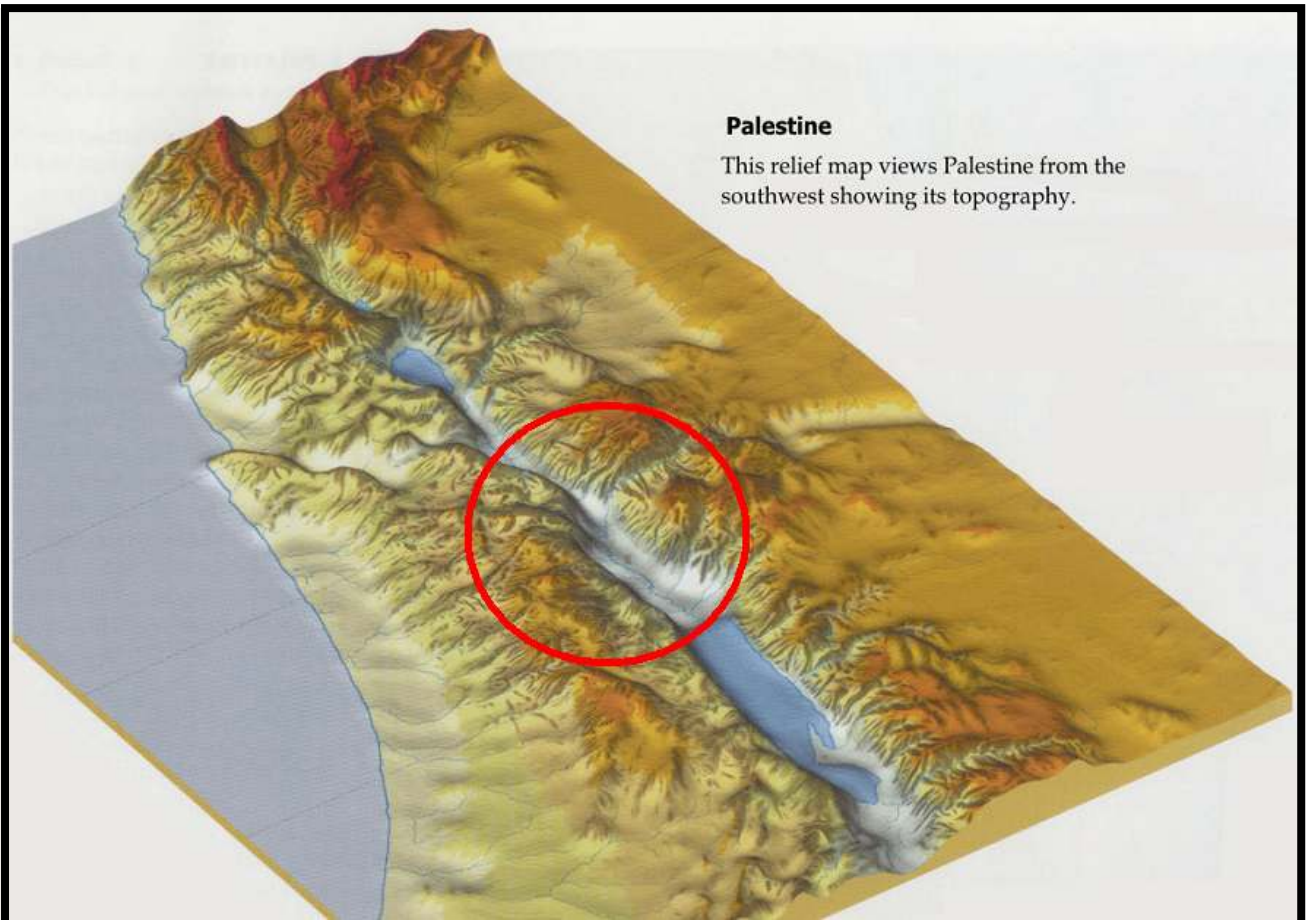 Palestine
This relief map views Palestine from the
southwest showing its topography.